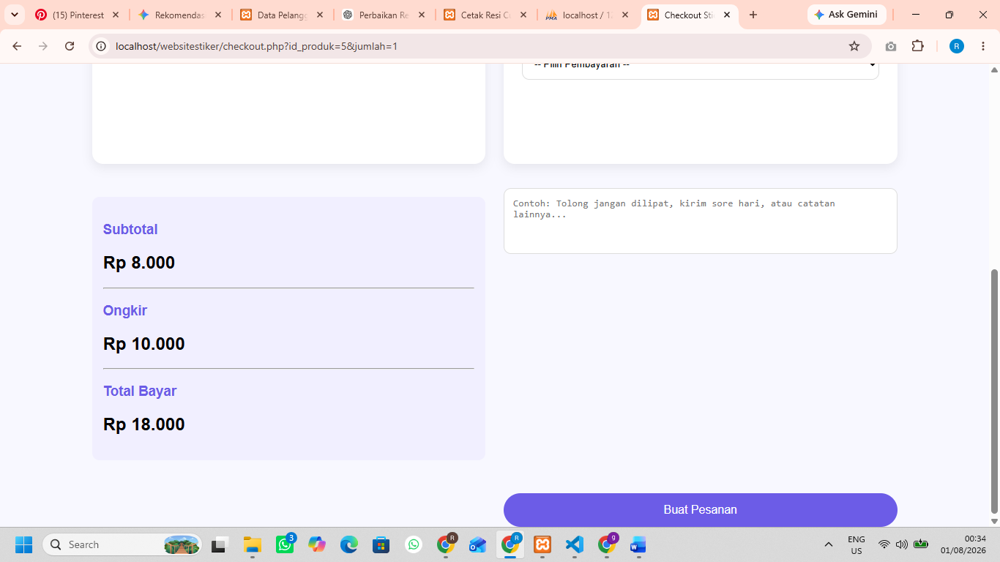 (15) Pinterest
Rekomendas
Data Pelangg
Perbaikan Re
Cetak Resi Cu
localhost / 12
Checkout Sti
Ask Gemini
localhost/websitestiker/checkout.php?id_produk=5&jumlah=1
R
-- Pilih Pembayaran --
Subtotal
Rp 8.000
Ongkir
Rp 10.000
Total Bayar
Rp 18.000
Contoh: Tolong jangan dilipat, kirim sore hari, atau catatan
lainnya...
Buat Pesanan
Search
3
R
R
g
ENG
US
00:34
01/08/2026